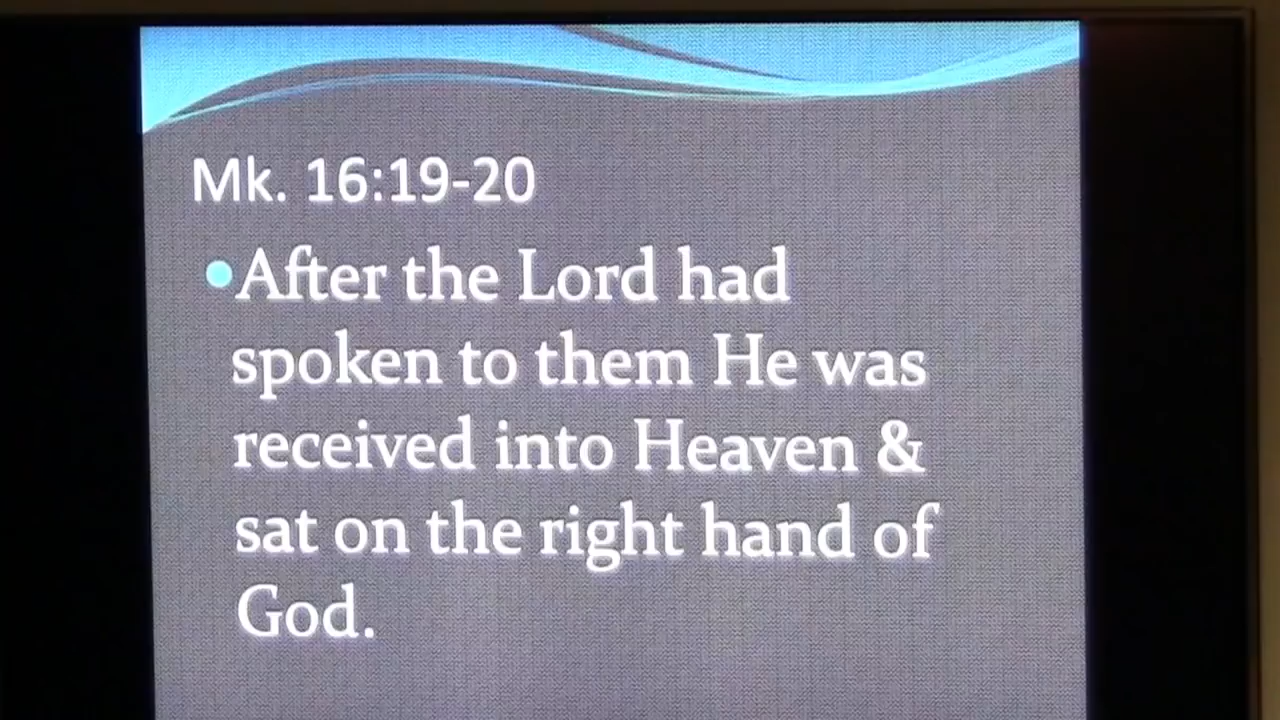 Mk. 16:19-20
•After the Lord had
spoken to them He was
received into Heaven &
sat on the right hand of
God.